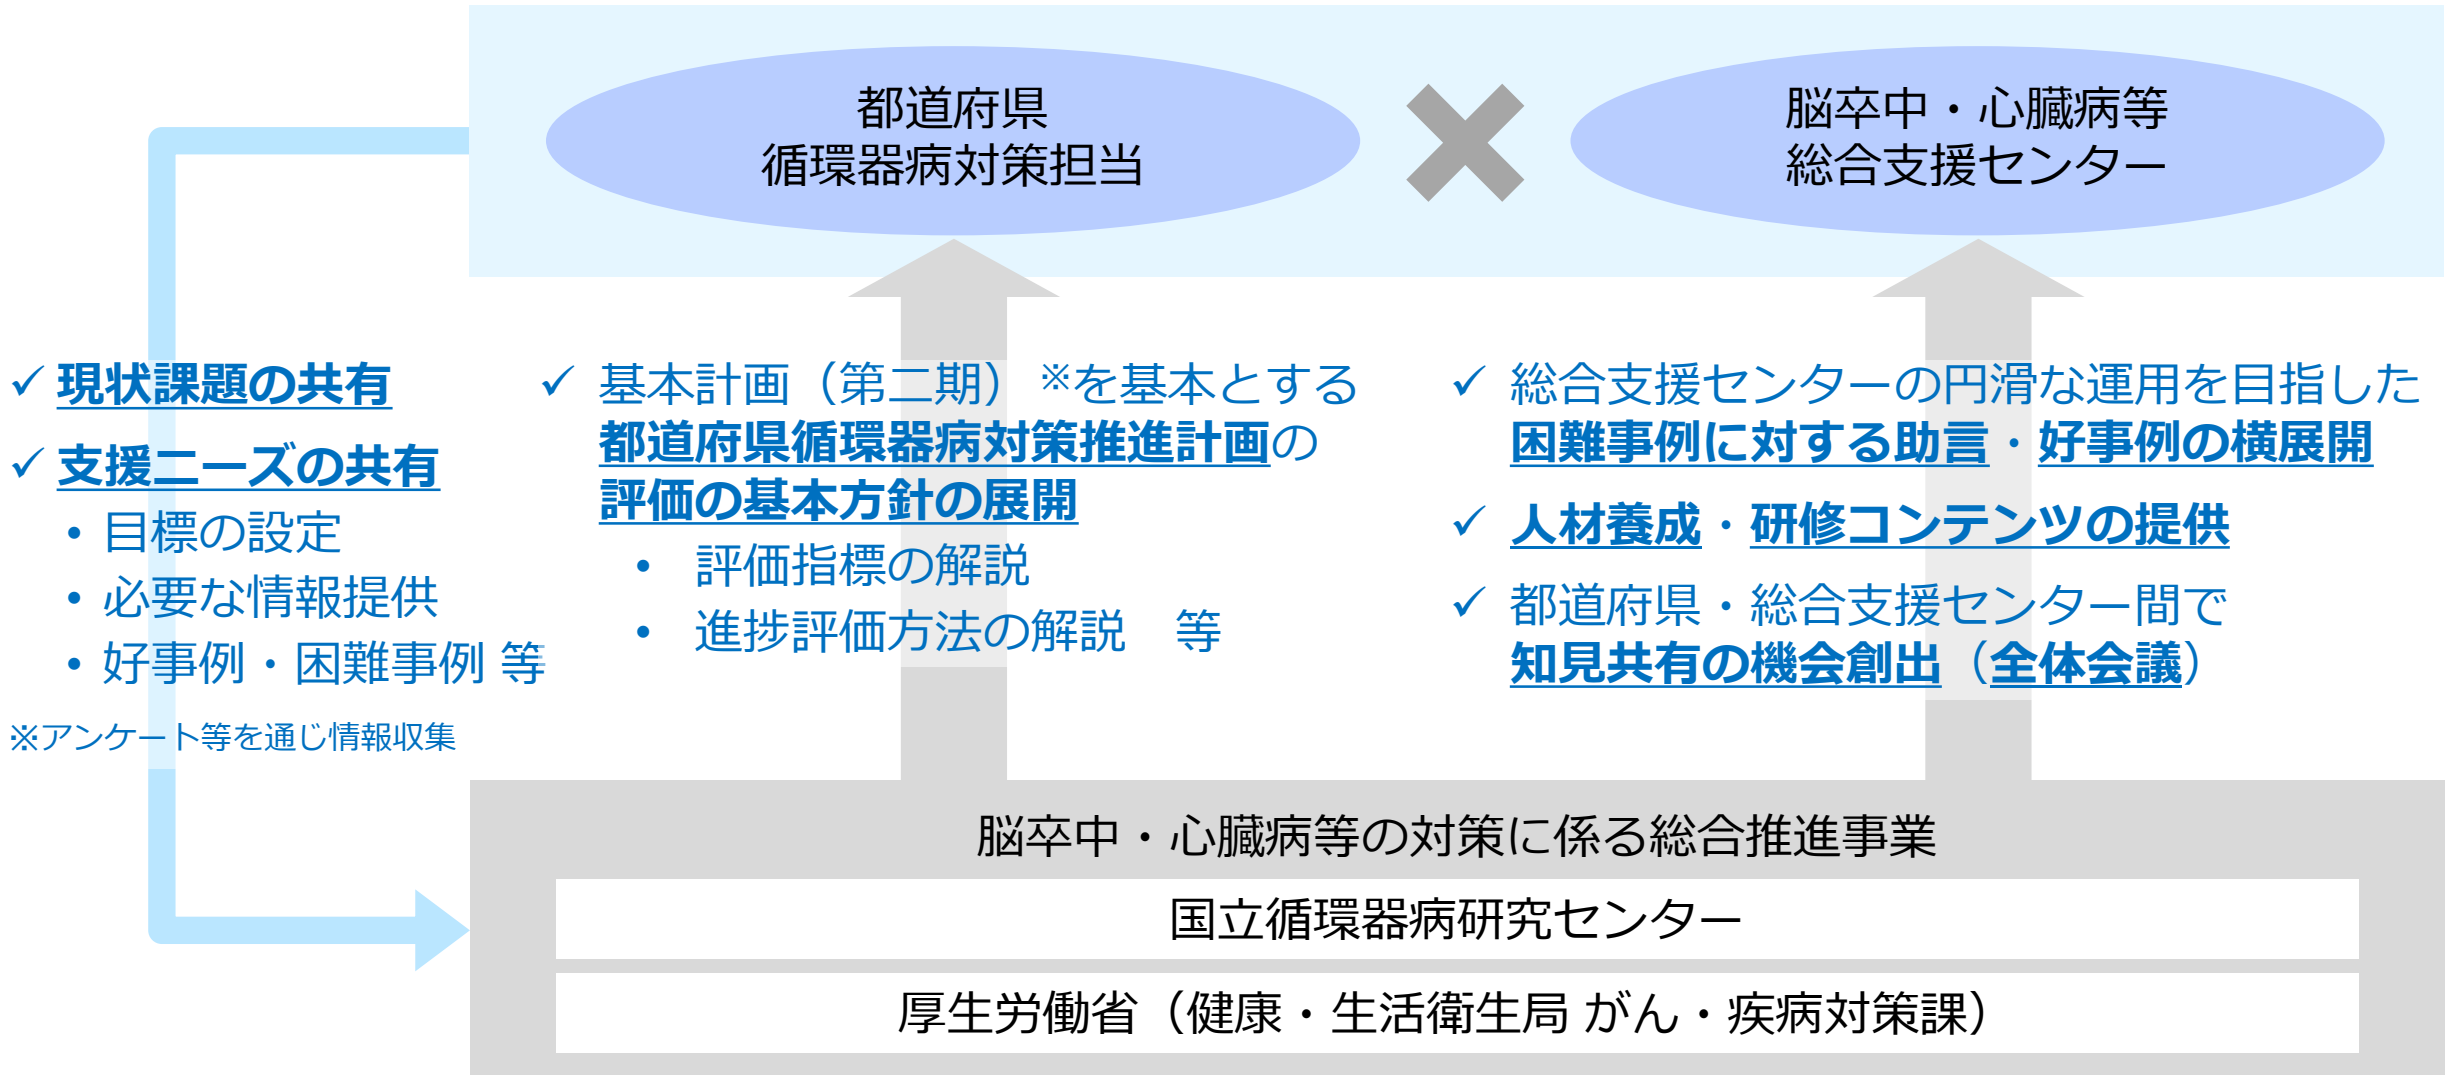 都道府県
循環器病対策担当
脳卒中・心臓病等
総合支援センター
✓ 現状課題の共有
✓ 支援ニーズの共有
• 目標の設定
• 必要な情報提供
• 好事例・困難事例 等
※アンケート等を通じ情報収集
✓ 基本計画（第二期）※を基本とする
都道府県循環器病対策推進計画の
評価の基本方針の展開
• 評価指標の解説
• 進捗評価方法の解説　等
✓ 総合支援センターの円滑な運用を目指した
困難事例に対する助言・好事例の横展開
✓ 人材養成・研修コンテンツの提供
✓ 都道府県・総合支援センター間で
知見共有の機会創出（全体会議）
脳卒中・心臓病等の対策に係る総合推進事業
国立循環器病研究センター
厚生労働省（健康・生活衛生局 がん・疾病対策課）